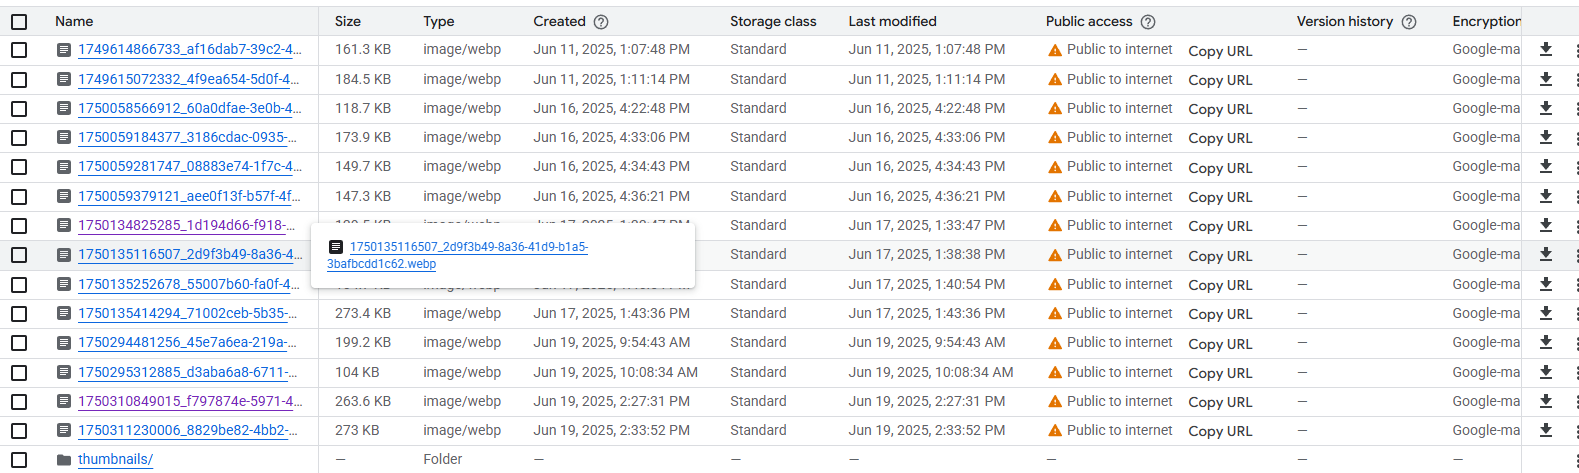 Name Size Type Created Storage class Last modified Public access Version history Encryption
1749614866733_af16dab7-39c2-4... 161.3 KB image/webp Jun 11, 2025, 1:07:48 PM Standard Jun 11, 2025, 1:07:48 PM Public to internet Copy URL — Google-ma
1749615072332_4f9ea654-5d0f-4... 184.5 KB image/webp Jun 11, 2025, 1:11:14 PM Standard Jun 11, 2025, 1:11:14 PM Public to internet Copy URL — Google-ma
1750058566912_60a0dfae-3e0b-4... 118.7 KB image/webp Jun 16, 2025, 4:22:48 PM Standard Jun 16, 2025, 4:22:48 PM Public to internet Copy URL — Google-ma
1750059184377_3186cdac-0935-... 173.9 KB image/webp Jun 16, 2025, 4:33:06 PM Standard Jun 16, 2025, 4:33:06 PM Public to internet Copy URL — Google-ma
1750059281747_08883e74-1f7c-4... 149.7 KB image/webp Jun 16, 2025, 4:34:43 PM Standard Jun 16, 2025, 4:34:43 PM Public to internet Copy URL — Google-ma
1750059379121_aee0f13f-b57f-4f... 147.3 KB image/webp Jun 16, 2025, 4:36:21 PM Standard Jun 16, 2025, 4:36:21 PM Public to internet Copy URL — Google-ma
1750134825285_1d194d66-f918-... KB image/webp Jun 17, 2025, PM Standard Jun 17, 2025, 1:33:47 PM Public to internet Copy URL — Google-ma
1750135116507_2d9f3b49-8a36-4... Standard Jun 17, 2025, 1:38:38 PM Public to internet Copy URL — Google-ma
1750135116507_2d9f3b49-8a36-41d9-b1a5-
3bafbcdd1c62.webp
1750135252678_55007b60-fa0f-4... image/webp Standard Jun 17, 2025, 1:40:54 PM Public to internet Copy URL — Google-ma
1750135414294_71002ceb-5b35-... 273.4 KB image/webp Jun 17, 2025, 1:43:36 PM Standard Jun 17, 2025, 1:43:36 PM Public to internet Copy URL — Google-ma
1750294481256_45e7a6ea-219a-... 199.2 KB image/webp Jun 19, 2025, 9:54:43 AM Standard Jun 19, 2025, 9:54:43 AM Public to internet Copy URL — Google-ma
1750295312885_d3aba6a8-6711-... 104 KB image/webp Jun 19, 2025, 10:08:34 AM Standard Jun 19, 2025, 10:08:34 AM Public to internet Copy URL — Google-ma
1750310849015_f797874e-5971-4... 263.6 KB image/webp Jun 19, 2025, 2:27:31 PM Standard Jun 19, 2025, 2:27:31 PM Public to internet Copy URL — Google-ma
1750311230006_8829be82-4bb2-... 273 KB image/webp Jun 19, 2025, 2:33:52 PM Standard Jun 19, 2025, 2:33:52 PM Public to internet Copy URL — Google-ma
thumbnails/ — Folder — — — — — —